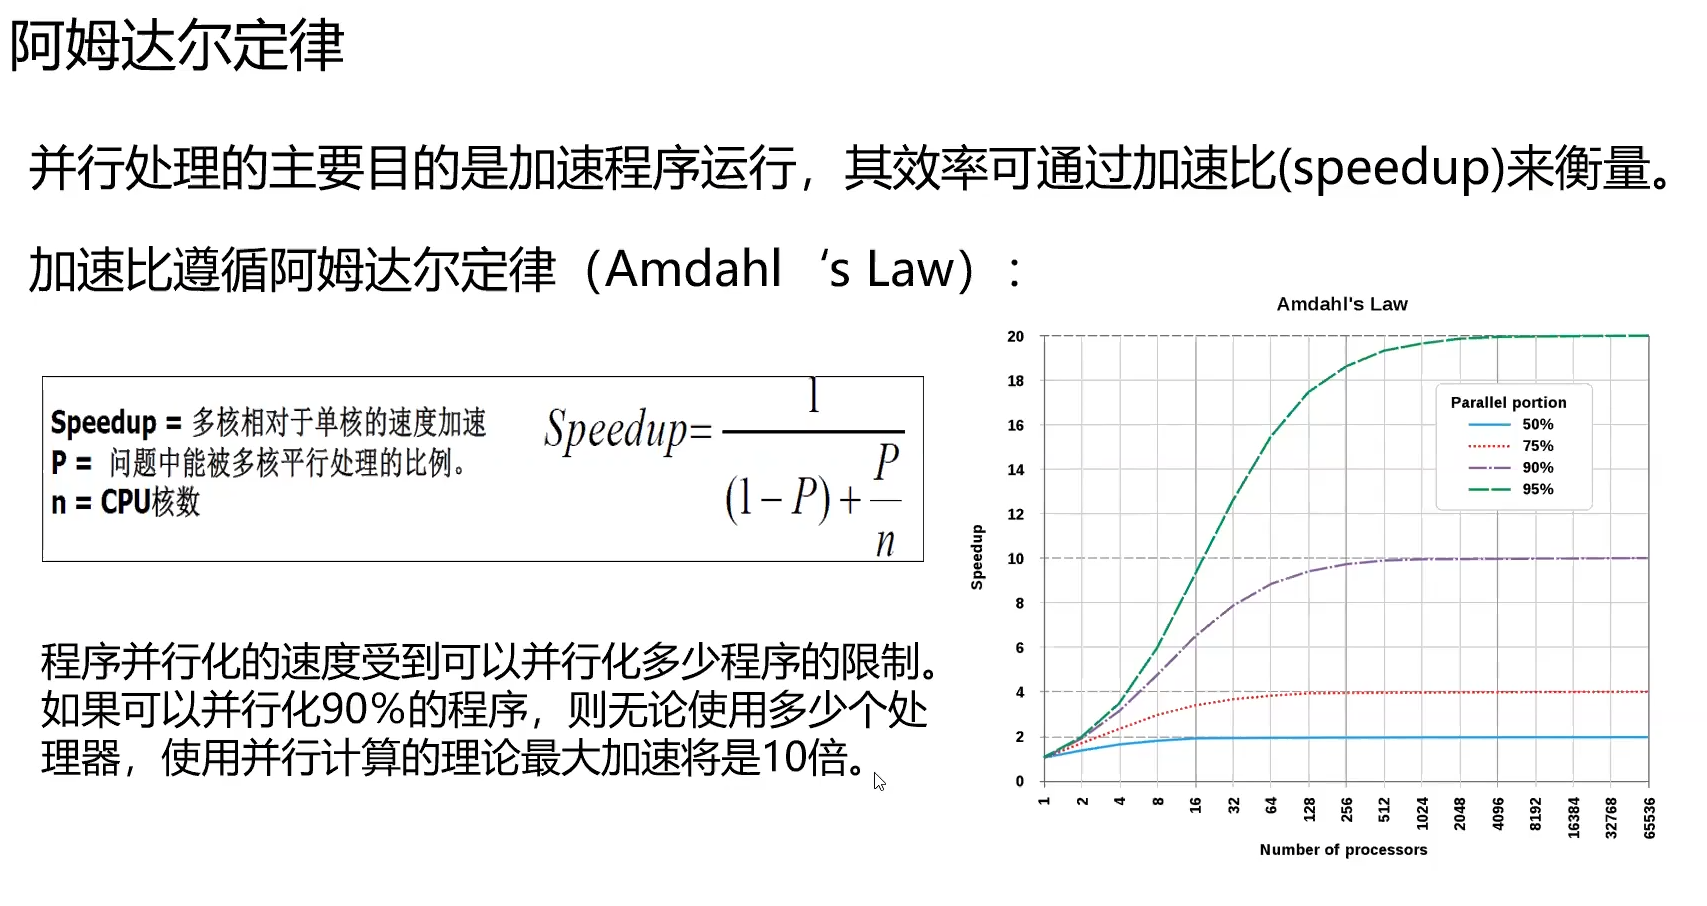 阿姆达尔定律
并行处理的主要目的是加速程序运行，其效率可通过加速比(speedup)来衡量。
加速比遵循阿姆达尔定律（Amdahl ‘s Law）：
Speedup = 多核相对于单核的速度加速
P = 问题中能被多核平行处理的比例。
n = CPU核数
Speedup= 1
(1 − P) + P
n
程序并行化的速度受到可以并行化多少程序的限制。
如果可以并行化90%的程序，则无论使用多少个处
理器，使用并行计算的理论最大加速将是10倍。
Amdahl's Law
20
18
16
14
12
10
8
6
4
2
0
Speedup
Parallel portion
50%
75%
90%
95%
1 2 4 8 16 32 64 128 256 512 1024 2048 4096 8192 16384 32768 65536
Number of processors